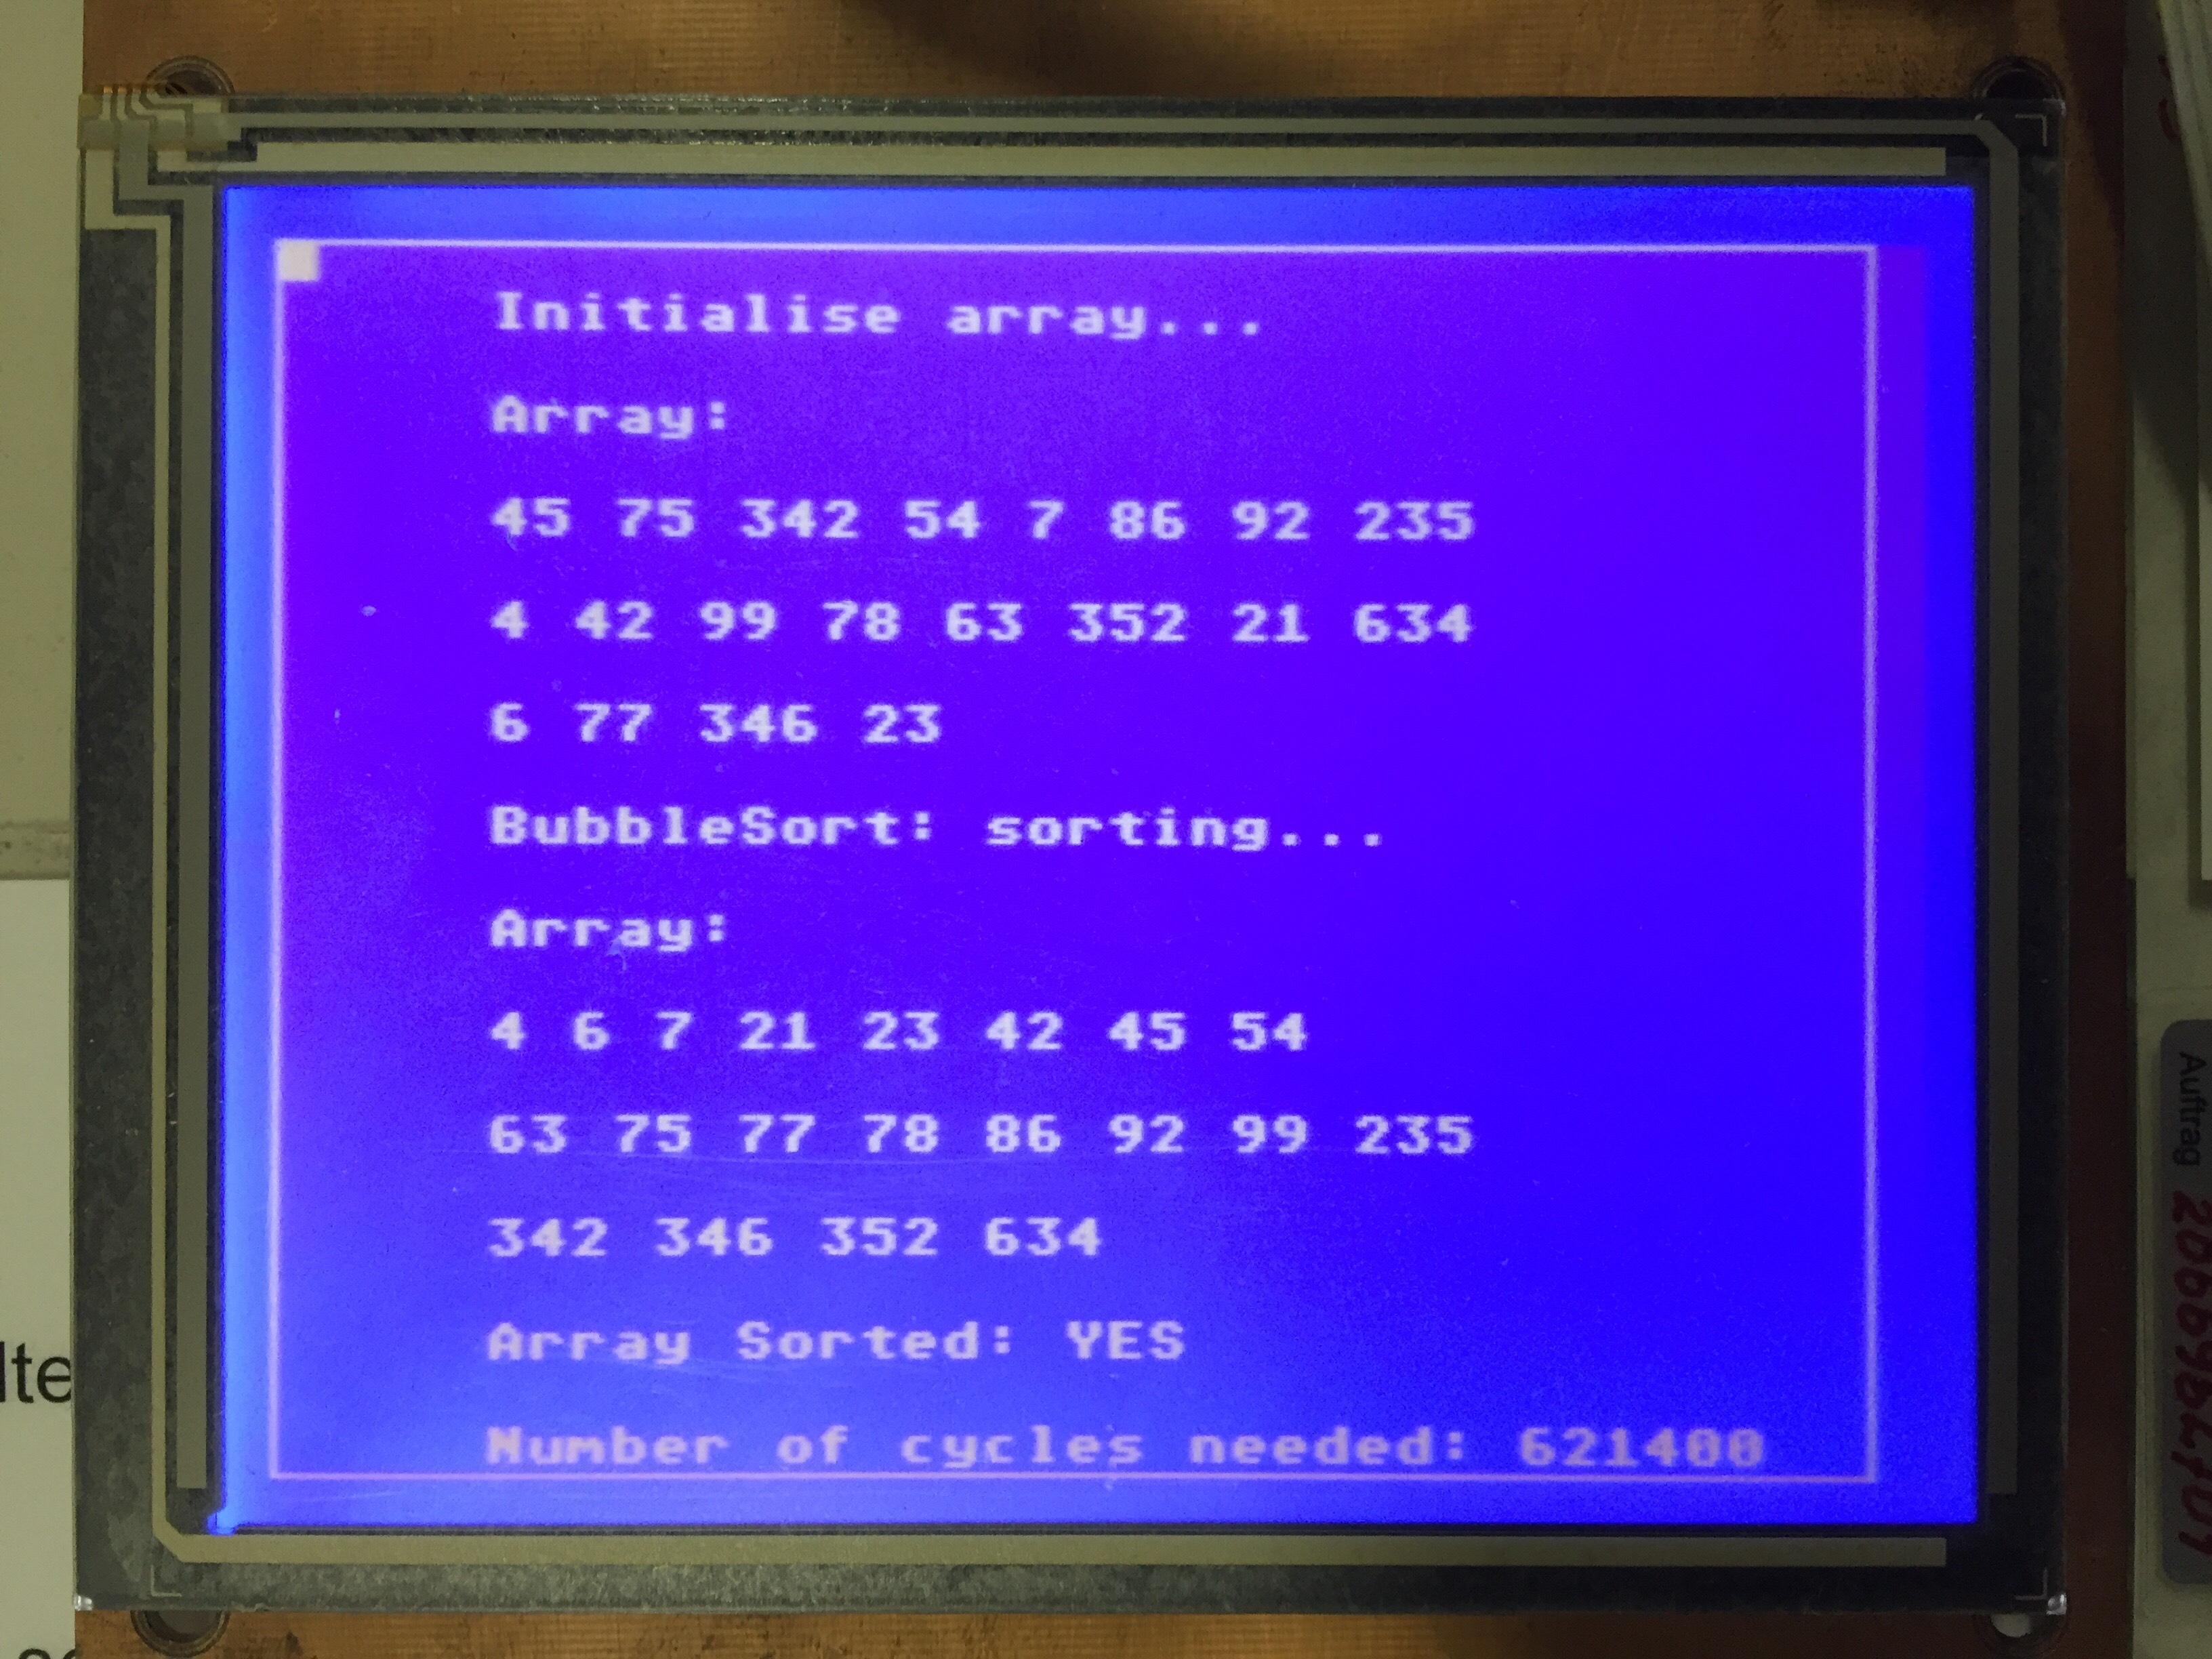 Initialise array...
Array:
45 75 342 54 7 86 92 235
4 42 99 78 63 352 21 634
6 77 346 23
BubbleSort: sorting...
Array:
4 6 7 21 23 42 45 54
63 75 77 78 86 92 99 235
342 346 352 634
Array Sorted: YES
Number of cycles needed: 621400
Auftrag
lte